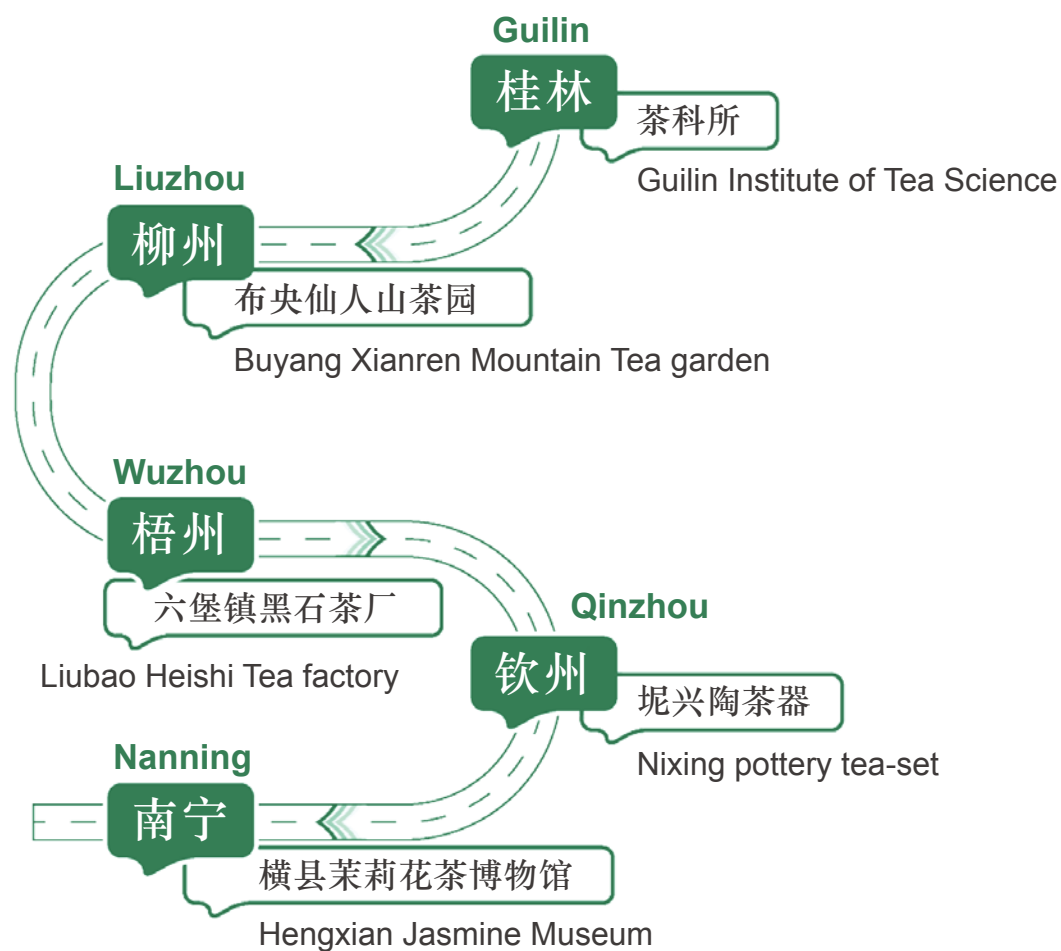 Guilin
桂林
茶科所
Guilin Institute of Tea Science
Liuzhou
柳州
布央仙人山茶园
Buyang Xianren Mountain Tea garden
Wuzhou
梧州
六堡镇黑石茶厂
Liubao Heishi Tea factory
Qinzhou
钦州
坭兴陶茶器
Nixing pottery tea-set
Nanning
南宁
横县茉莉花茶博物馆
Hengxian Jasmine Museum